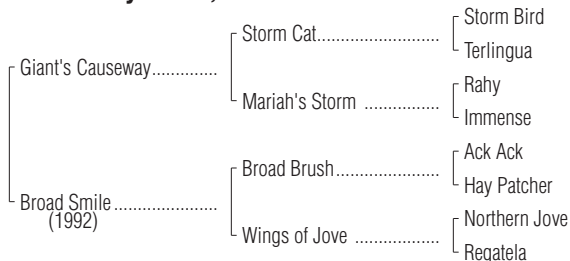 Storm Bird
Storm Cat
Terlingua
Giant's Causeway
Rahy
Mariah's Storm
Immense
Ack Ack
Broad Brush
Hay Patcher
Broad Smile
(1992)
Northern Jove
Wings of Jove
Regatela